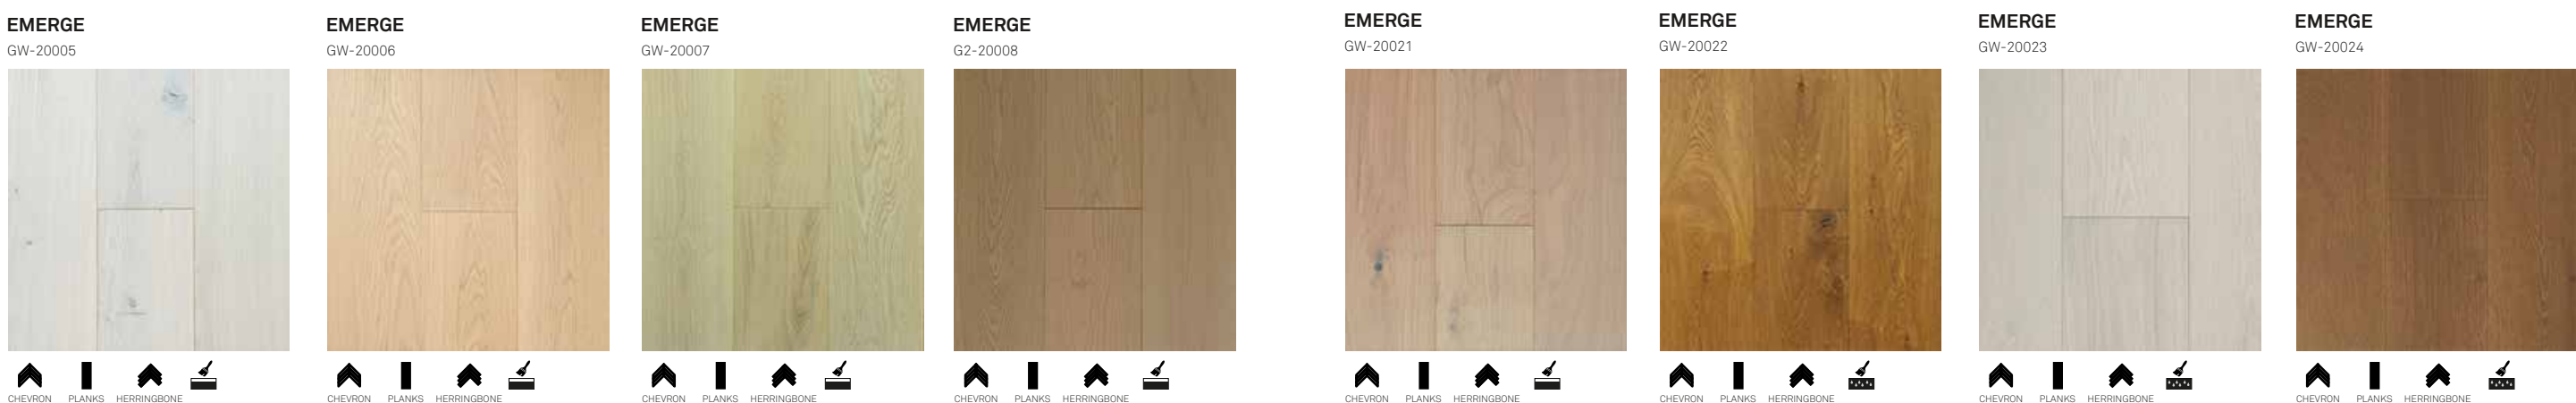 EMERGE
GW-20005
CHEVRON PLANKS HERRINGBONE
EMERGE
GW-20006
CHEVRON PLANKS HERRINGBONE
EMERGE
GW-20007
CHEVRON PLANKS HERRINGBONE
EMERGE
G2-20008
CHEVRON PLANKS HERRINGBONE
EMERGE
GW-20021
CHEVRON PLANKS HERRINGBONE
EMERGE
GW-20022
CHEVRON PLANKS HERRINGBONE
EMERGE
GW-20023
CHEVRON PLANKS HERRINGBONE
EMERGE
GW-20024
CHEVRON PLANKS HERRINGBONE